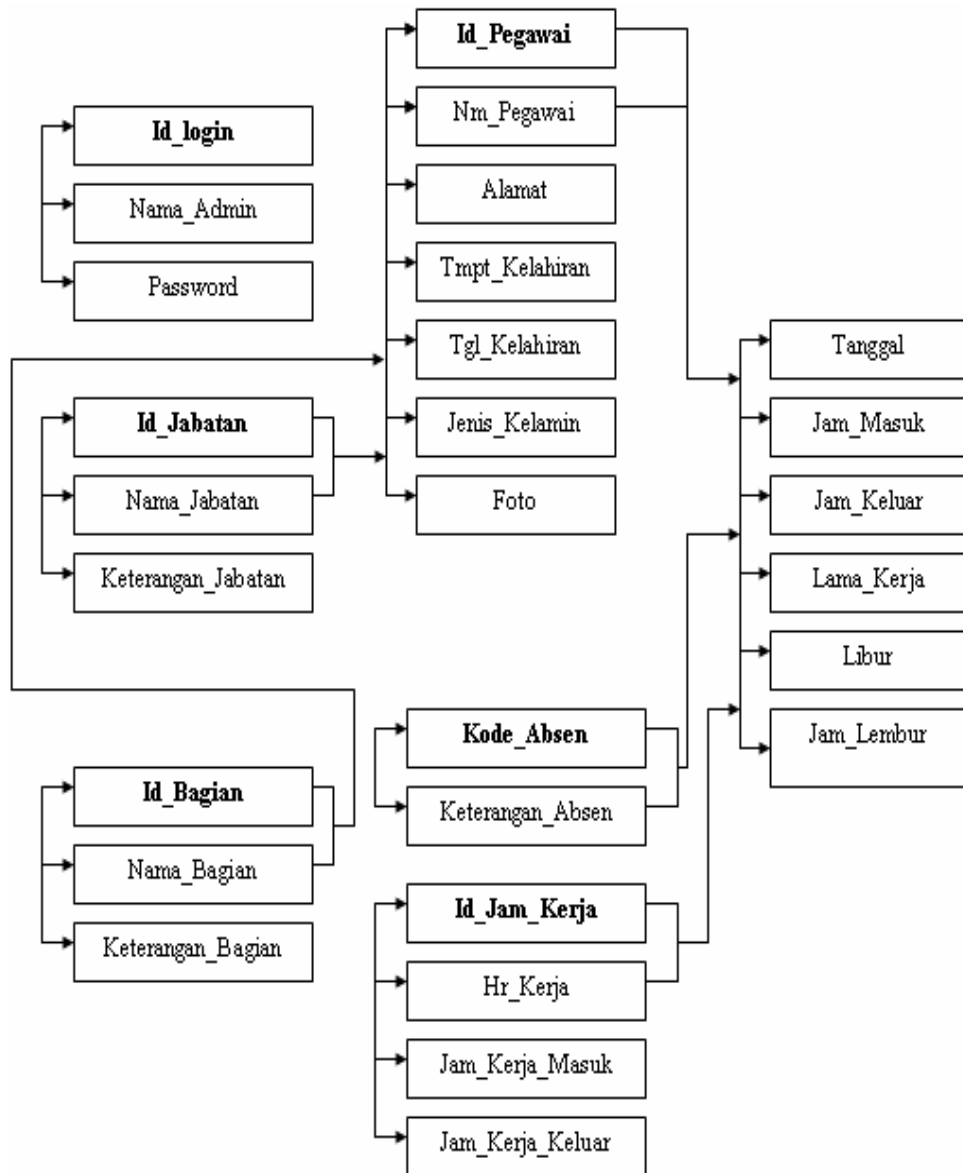 Id_login
Nama_Admin
Password
Id_Jabatan
Nama_Jabatan
Keterangan_Jabatan
Id_Bagian
Nama_Bagian
Keterangan_Bagian
Id_Pegawai
Nm_Pegawai
Alamat
Tmpt_Kelahiran
Tgl_Kelahiran
Jenis_Kelamin
Foto
Kode_Absen
Keterangan_Absen
Id_Jam_Kerja
Hr_Kerja
Jam_Kerja_Masuk
Jam_Kerja_Keluar
Tanggal
Jam_Masuk
Jam_Keluar
Lama_Kerja
Libur
Jam_Lembur